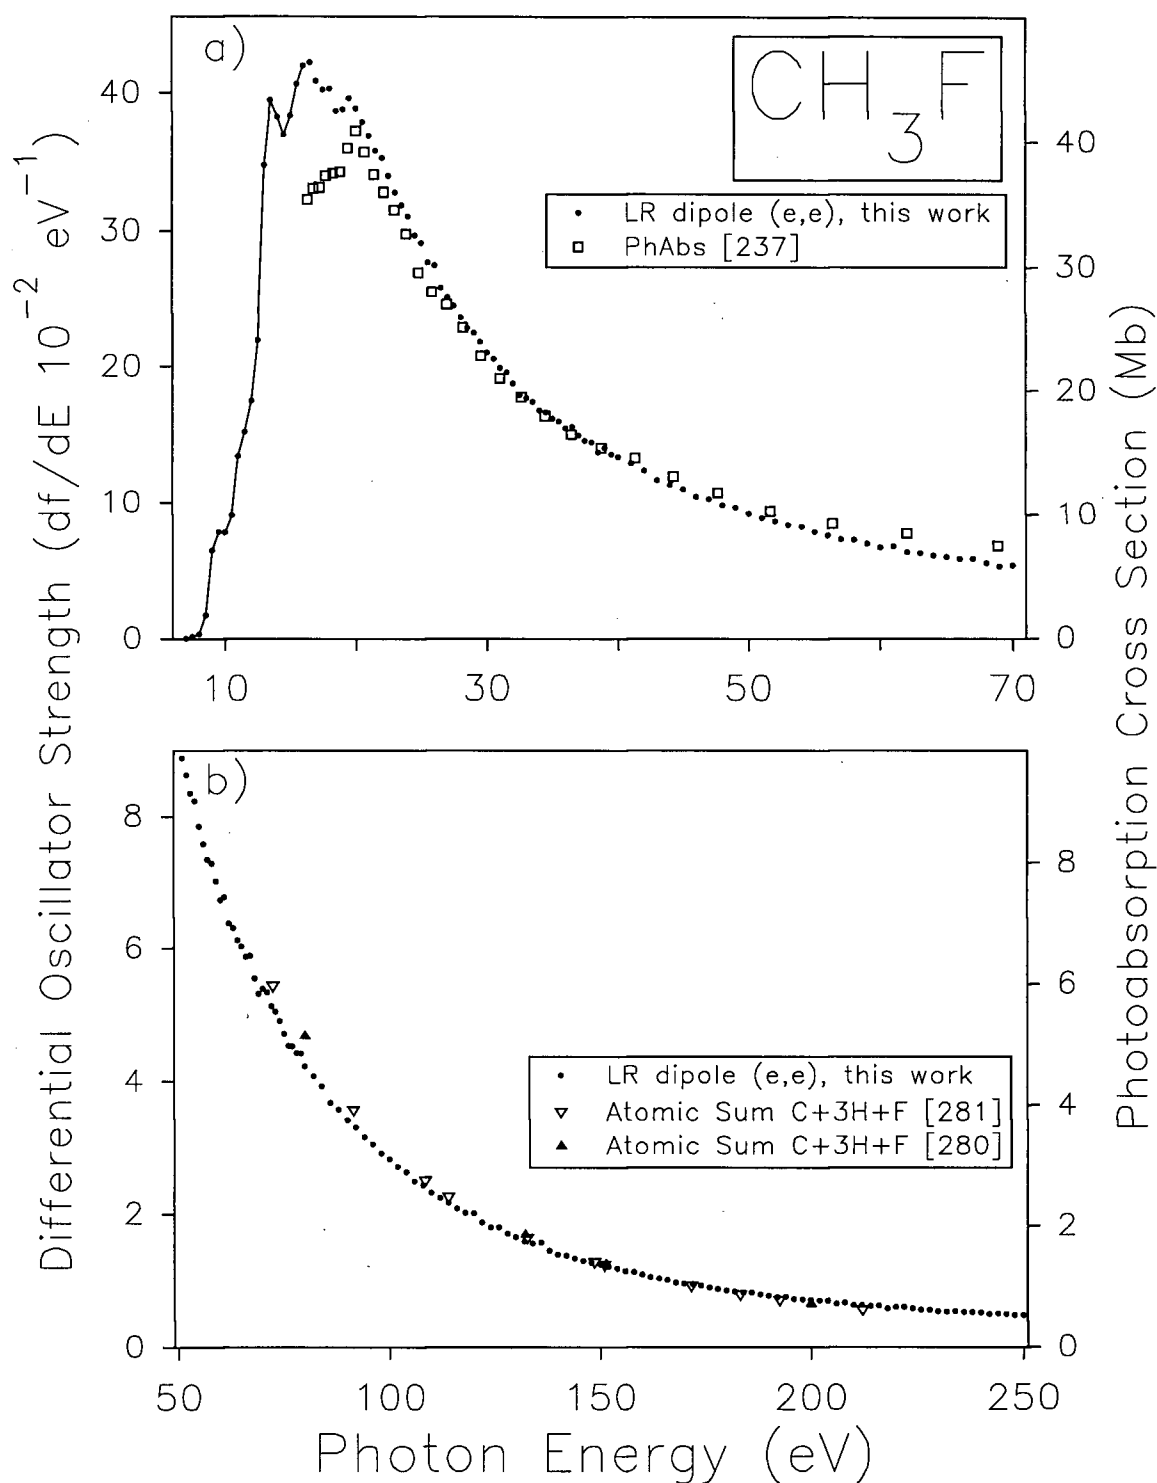 a)
CH3F
LR dipole (e,e), this work
PhAbs [237]
40
30
20
10
0
40
30
20
10
0
10 30 50 70
Differential Oscillator Strength (df/dE 10⁻² eV⁻¹)
Photoabsorption Cross Section (Mb)
b)
8
6
4
2
0
8
6
4
2
0
LR dipole (e,e), this work
Atomic Sum C+3H+F [281]
Atomic Sum C+3H+F [280]
50 100 150 200 250
Photon Energy (eV)